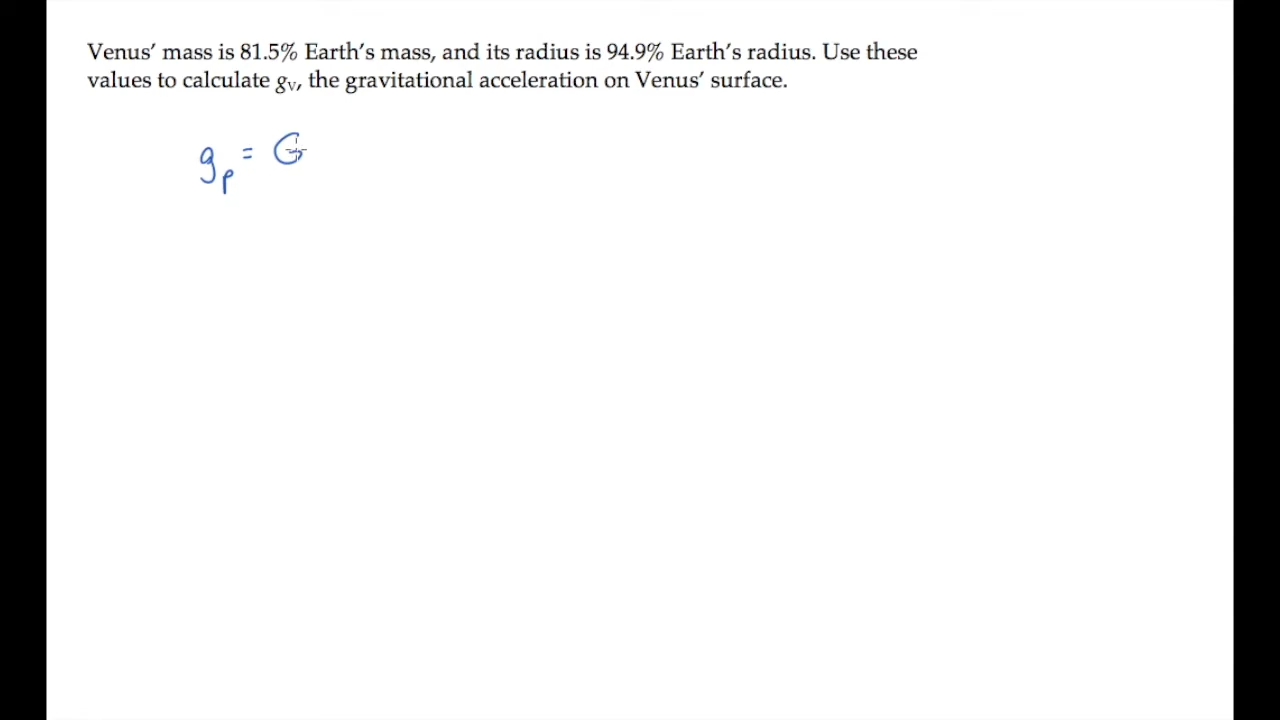 Venus’ mass is 81.5% Earth’s mass, and its radius is 94.9% Earth’s radius. Use these
values to calculate gv, the gravitational acceleration on Venus’ surface.
gp = G